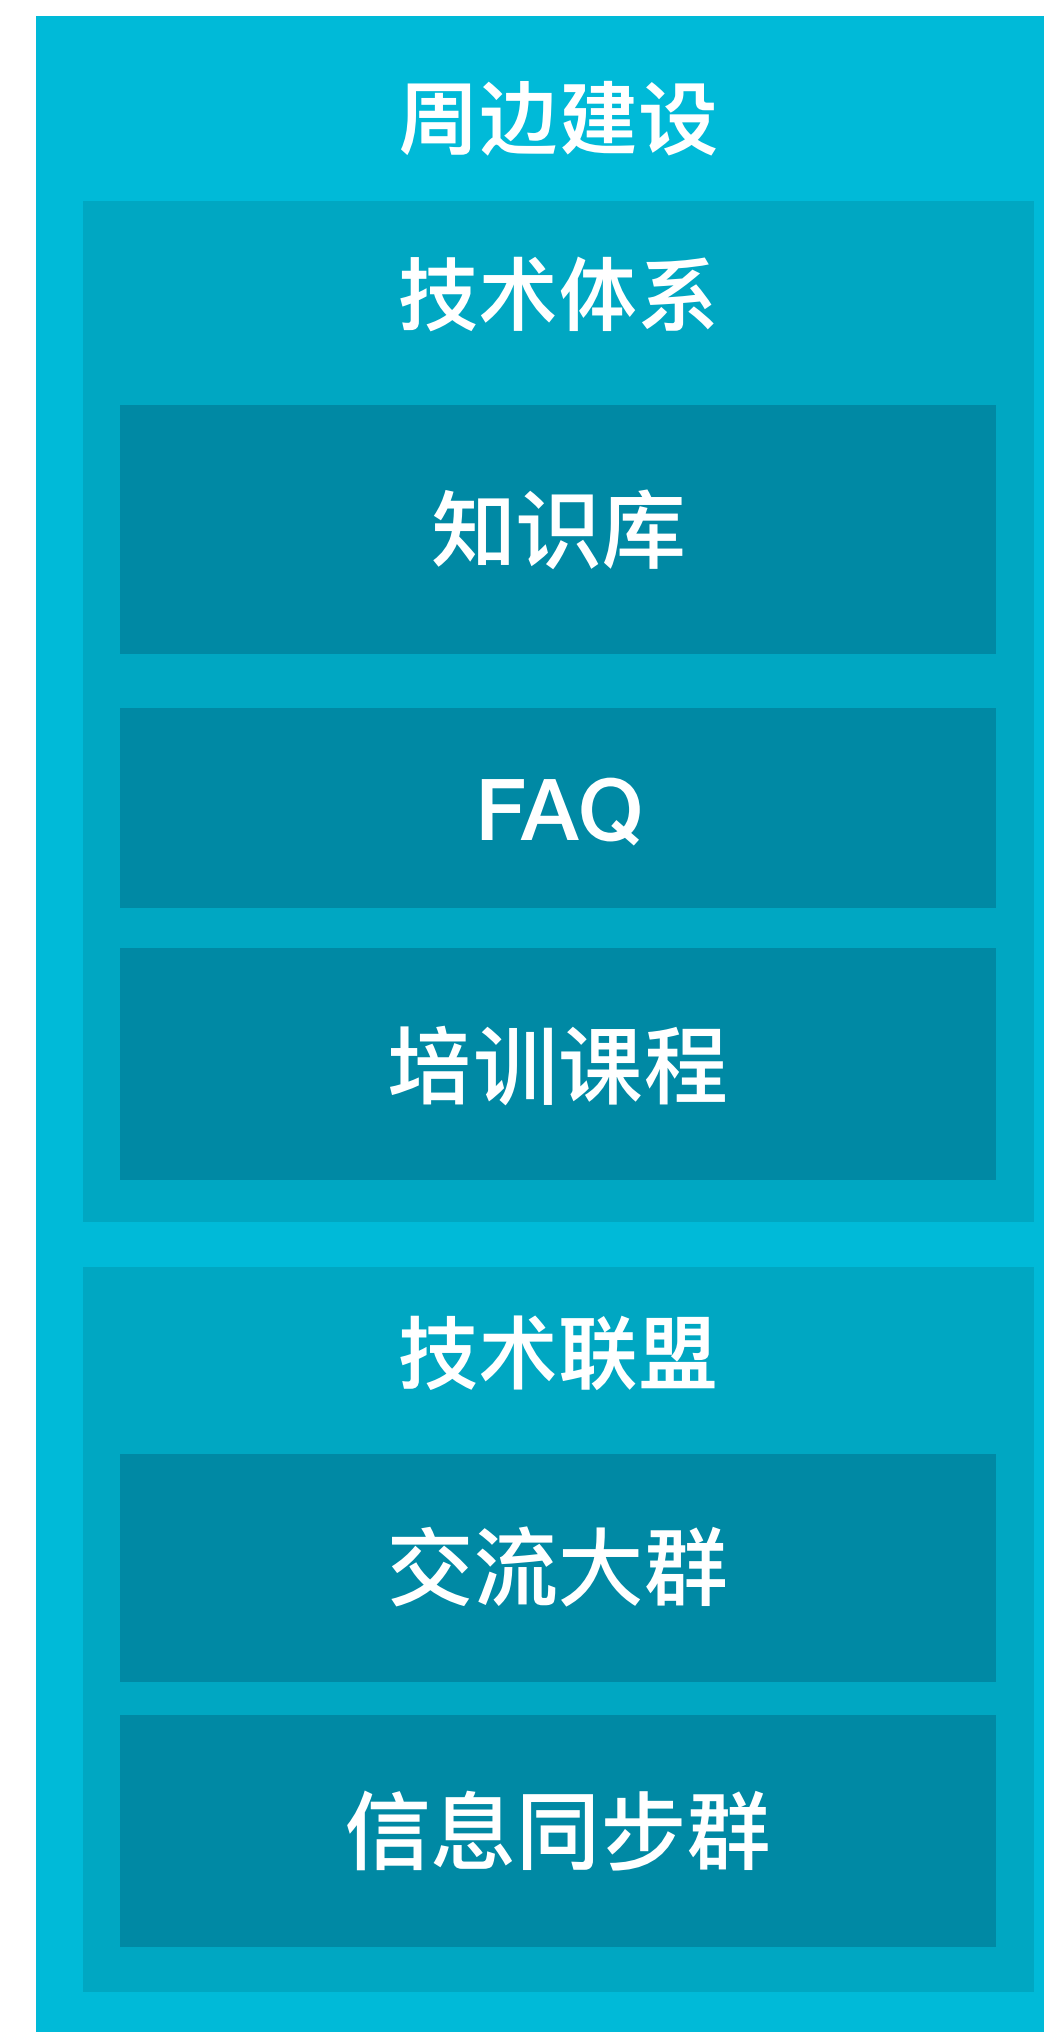 周边建设
技术体系
知识库
FAQ
培训课程
技术联盟
交流大群
信息同步群